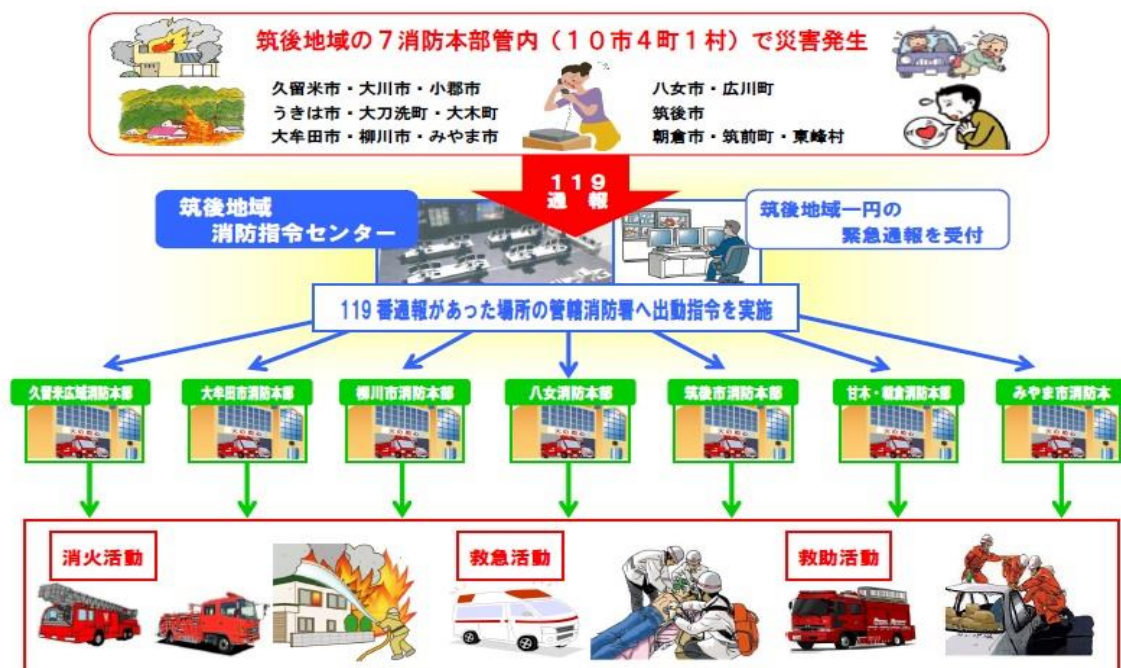 筑後地域の７消防本部管内（１０市４町１村）で災害発生
久留米市・大川市・小郡市
うきは市・大刀洗町・大木町
大牟田市・柳川市・みやま市
八女市・広川町
筑後市
朝倉市・筑前町・東峰村
１１９
通報
筑後地域
消防指令センター
筑後地域一円の
緊急通報を受付
119番通報があった場所の管轄消防署へ出動指令を実施
久留米広域消防本部
大牟田市消防本部
柳川市消防本部
八女消防本部
筑後市消防本部
甘木・朝倉消防本部
みやま市消防本
消火活動
救急活動
救助活動